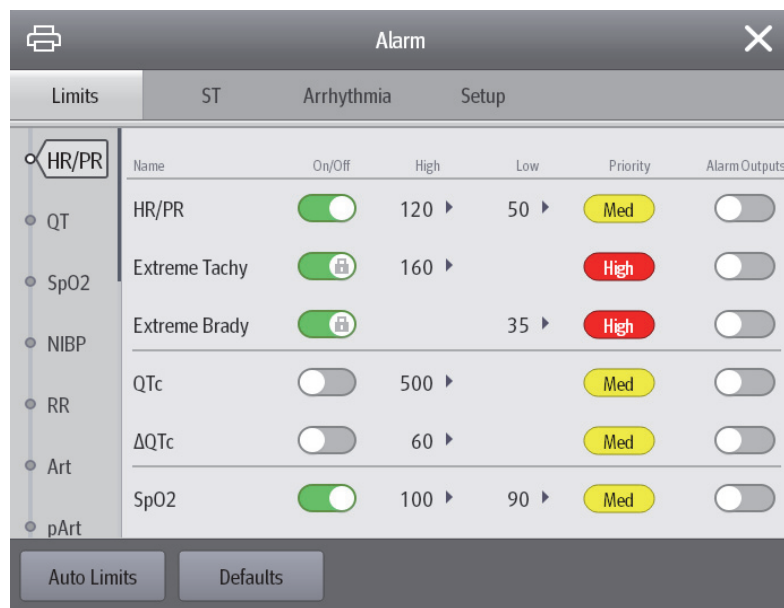 Alarm
Limits ST Arrhythmia Setup
HR/PR
QT
SpO2
NIBP
RR
Art
pArt
Name On/Off High Low Priority Alarm Outputs
HR/PR 120 50 Med
Extreme Tachy 160 High
Extreme Brady 35 High
QTc 500 Med
ΔQTc 60 Med
SpO2 100 90 Med
Auto Limits Defaults